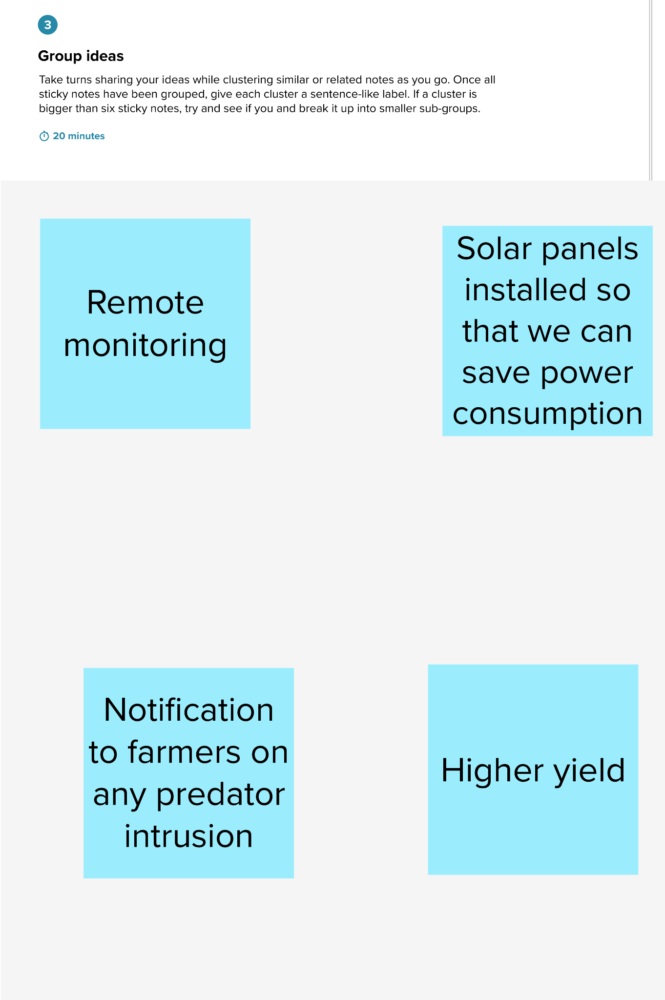 3
Group ideas
Take turns sharing your ideas while clustering similar or related notes as you go. Once all
sticky notes have been grouped, give each cluster a sentence-like label. If a cluster is
bigger than six sticky notes, try and see if you and break it up into smaller sub-groups.
20 minutes
Remote
monitoring
Solar panels
installed so
that we can
save power
consumption
Notification
to farmers on
any predator
intrusion
Higher yield